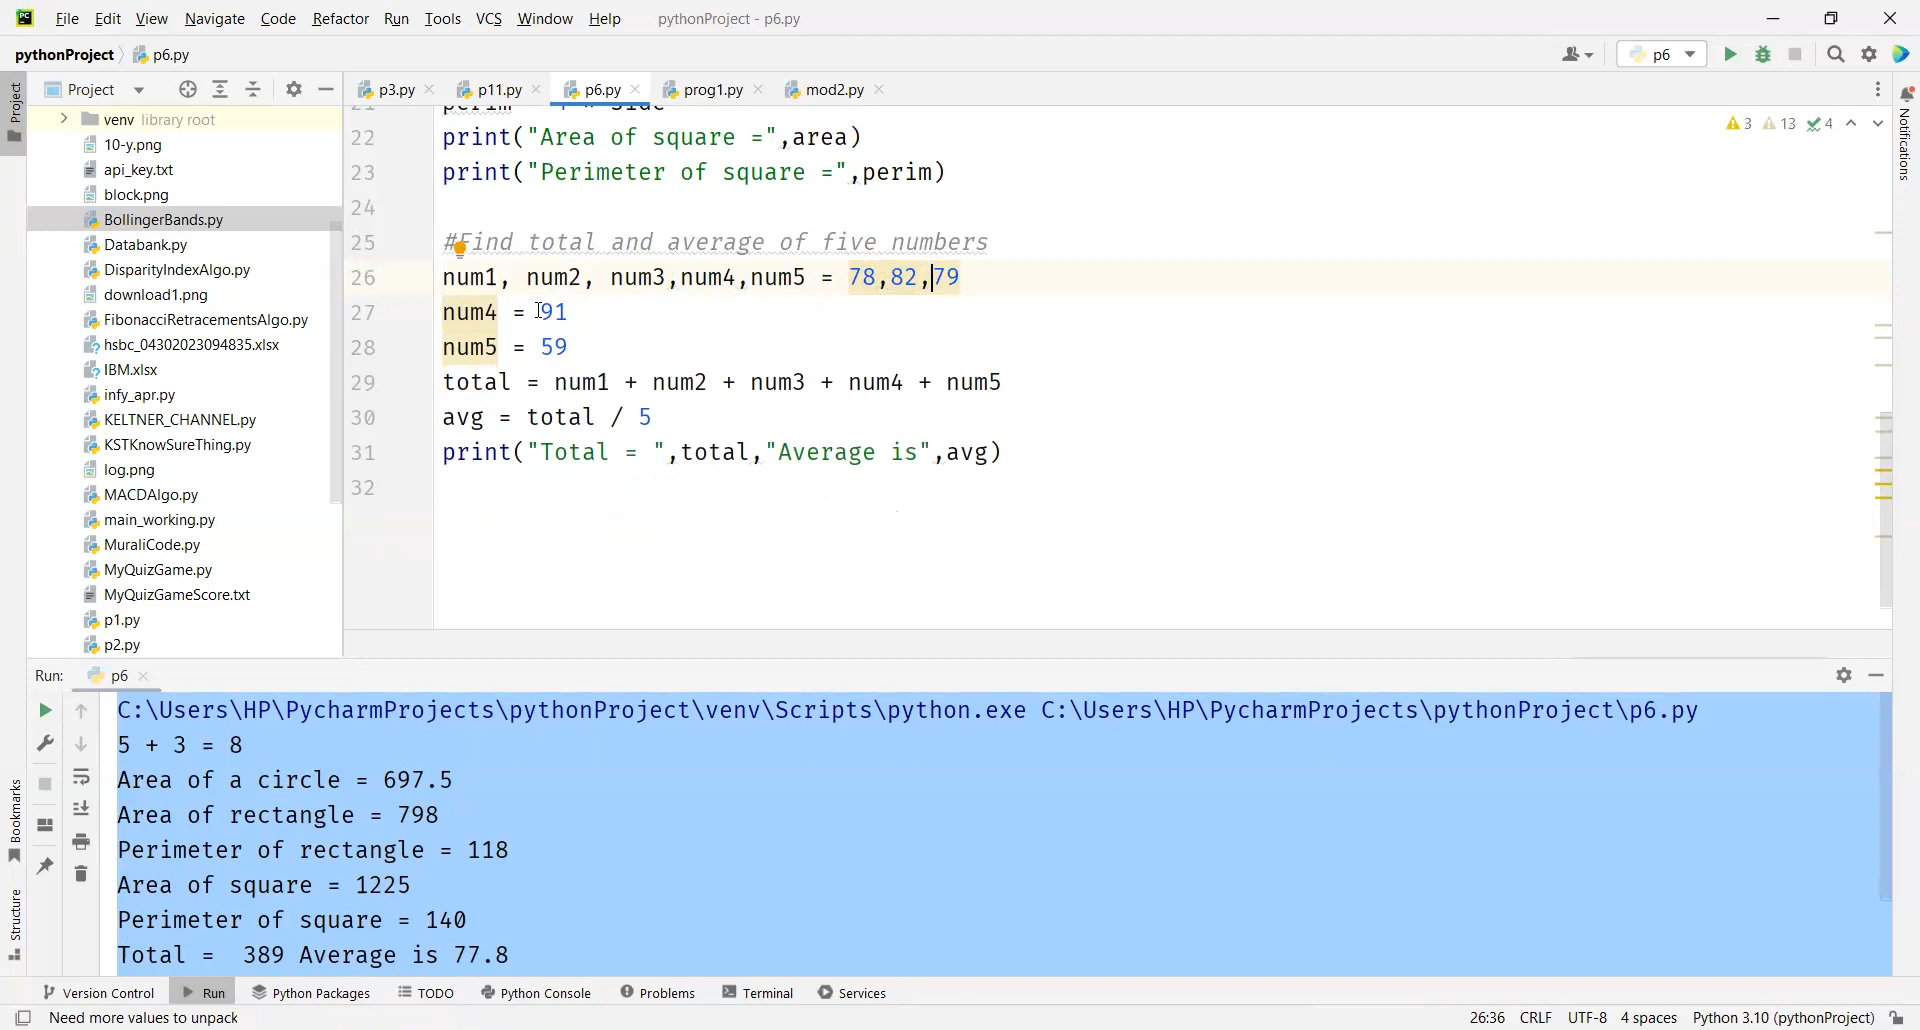 File Edit View Navigate Code Refactor Run Tools VCS Window Help pythonProject - p6.py
pythonProject p6.py p6
Project
p3.py p11.py p6.py prog1.py mod2.py
Project
Notifications
3 13 4
venv library root
10-y.png
api_key.txt
block.png
BollingerBands.py
Databank.py
DisparityIndexAlgo.py
download1.png
FibonacciRetracementsAlgo.py
hsbc_04302023094835.xlsx
IBM.xlsx
infy_apr.py
KELTNER_CHANNEL.py
KSTKnowSureThing.py
log.png
MACDAlgo.py
main_working.py
MuraliCode.py
MyQuizGame.py
MyQuizGameScore.txt
p1.py
p2.py
22 print("Area of square =",area)
23 print("Perimeter of square =",perim)
24
25 #Find total and average of five numbers
26 num1, num2, num3,num4,num5 = 78,82,79
27 num4 = 91
28 num5 = 59
29 total = num1 + num2 + num3 + num4 + num5
30 avg = total / 5
31 print("Total = ",total,"Average is",avg)
32
Run: p6
C:\Users\HP\PycharmProjects\pythonProject\venv\Scripts\python.exe C:\Users\HP\PycharmProjects\pythonProject\p6.py
5 + 3 = 8
Area of a circle = 697.5
Area of rectangle = 798
Perimeter of rectangle = 118
Area of square = 1225
Perimeter of square = 140
Total =  389 Average is 77.8
Bookmarks
Structure
Version Control Run Python Packages TODO Python Console Problems Terminal Services
Need more values to unpack 26:36 CRLF UTF-8 4 spaces Python 3.10 (pythonProject)